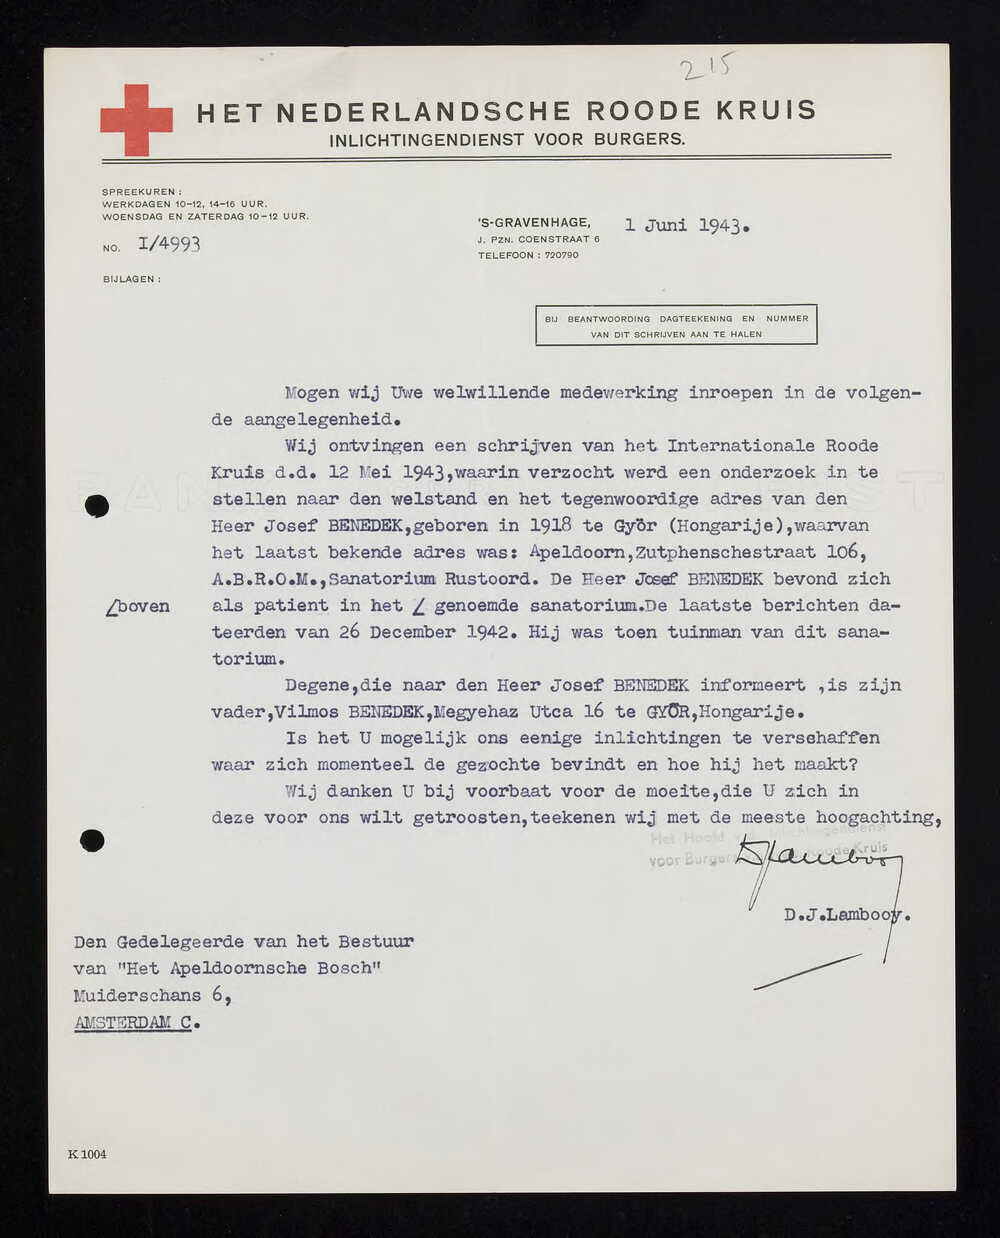 215
HET NEDERLANDSCHE ROODE KRUIS
INLICHTINGENDIENST VOOR BURGERS.
SPREEKUREN :
WERKDAGEN 10-12, 14-16 UUR.
WOENSDAG EN ZATERDAG 10-12 UUR.
NO. I/4993
BIJLAGEN :
'S-GRAVENHAGE, 1 Juni 1943.
J. PZN. COENSTRAAT 6
TELEFOON : 720790
BIJ BEANTWOORDING DAGTEEKENING EN NUMMER
VAN DIT SCHRIJVEN AAN TE HALEN
Mogen wij Uwe welwillende medewerking inroepen in de volgen-
de aangelegenheid.
Wij ontvingen een schrijven van het Internationale Roode
Kruis d.d. 12 Mei 1943,waarin verzocht werd een onderzoek in te
stellen naar den welstand en het tegenwoordige adres van den
Heer Josef BENEDEK,geboren in 1918 te Györ (Hongarije),waarvan
het laatst bekende adres was: Apeldoorn,Zutphenschestraat 106,
A.B.R.O.M.,Sanatorium Rustoord. De Heer Josef BENEDEK bevond zich
/boven als patient in het / genoemde sanatorium.De laatste berichten da-
teerden van 26 December 1942. Hij was toen tuinman van dit sana-
torium.
Degene,die naar den Heer Josef BENEDEK informeert ,is zijn
vader,Vilmos BENEDEK,Megyehaz Utca 16 te GYÖR,Hongarije.
Is het U mogelijk ons eenige inlichtingen te verschaffen
waar zich momenteel de gezochte bevindt en hoe hij het maakt?
Wij danken U bij voorbaat voor de moeite,die U zich in
deze voor ons wilt getroosten,teekenen wij met de meeste hoogachting,
Het Hoofd v.d. Inlichtingendienst
voor Burgers Roode Kruis
DJLambooy
D.J.Lambooy.
Den Gedelegeerde van het Bestuur
van "Het Apeldoornsche Bosch"
Muiderschans 6,
AMSTERDAM C.
K 1004